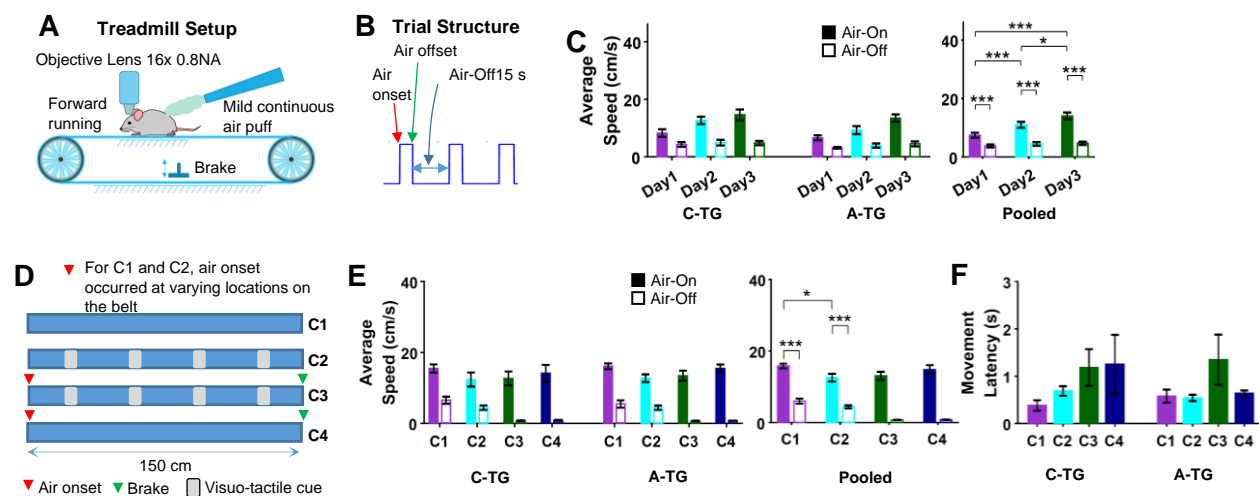 A
Treadmill Setup
Objective Lens 16x 0.8NA
Forward
running
Mild continuous
air puff
Brake
B
Trial Structure
Air offset
Air
onset
Air-Off15 s
C
Average
Speed (cm/s)
40
20
0
Air-On
Air-Off
Day1 Day2 Day3 Day1 Day2 Day3
C-TG A-TG
40
20
0
***
*
***
***
***
***
Day1 Day2 Day3
Pooled
D
For C1 and C2, air onset
occurred at varying locations on
the belt
C1
C2
C3
C4
150 cm
Air onset Brake Visuo-tactile cue
E
Average
Speed (cm/s)
40
20
0
Air-On
Air-Off
C1 C2 C3 C4 C1 C2 C3 C4
C-TG A-TG
40
20
0
*
***
***
C1 C2 C3 C4
Pooled
F
Movement
Latency (s)
3
2
1
0
C1 C2 C3 C4 C1 C2 C3 C4
C-TG A-TG